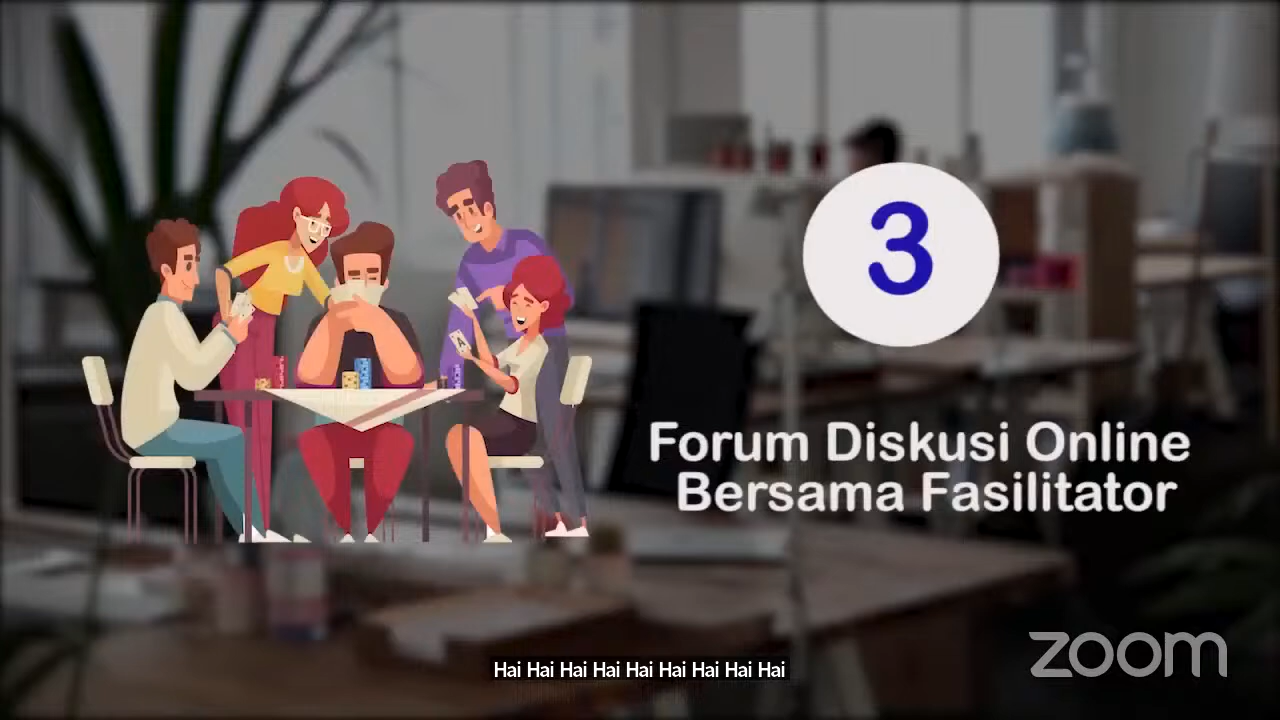 3
Forum Diskusi Online
Bersama Fasilitator
A
zoom
Hai Hai Hai Hai Hai Hai Hai Hai Hai